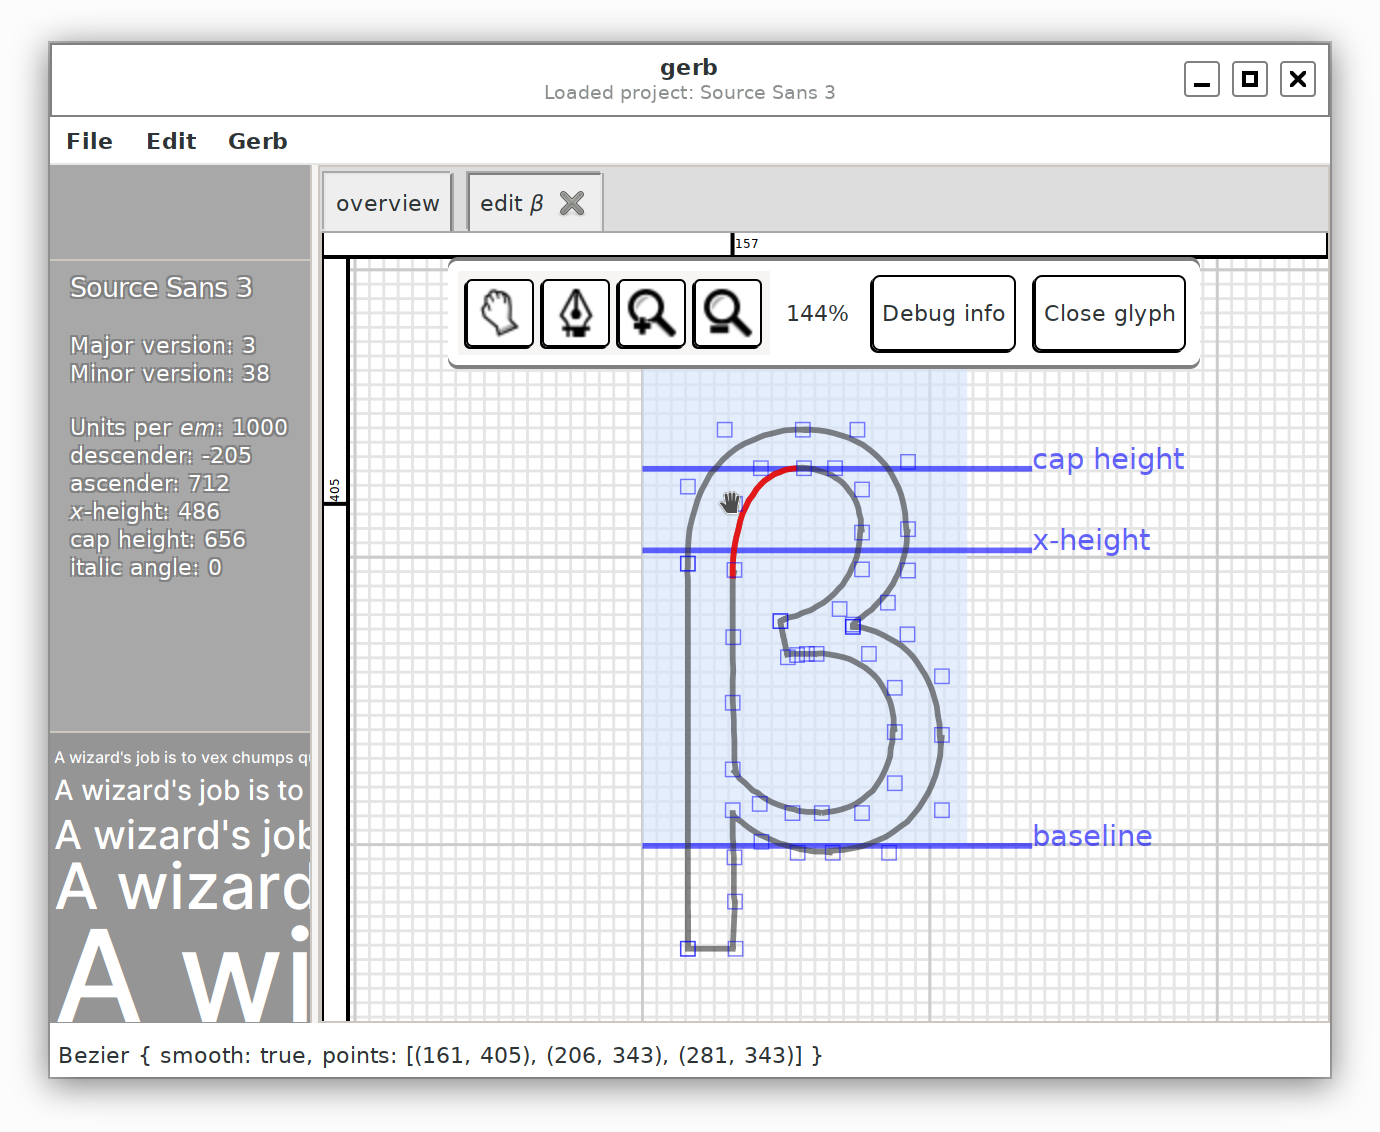 gerb
Loaded project: Source Sans 3
File Edit Gerb
overview
edit β
157
405
144%
Debug info
Close glyph
Source Sans 3
Major version: 3
Minor version: 38
Units per em: 1000
descender: -205
ascender: 712
x-height: 486
cap height: 656
italic angle: 0
cap height
x-height
baseline
A wizard's job is to vex chumps q
A wizard's job is to
A wizard's job
A wizard
A wi
Bezier { smooth: true, points: [(161, 405), (206, 343), (281, 343)] }